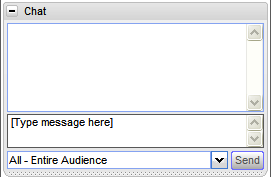 Chat
[Type message here]
All - Entire Audience
Send